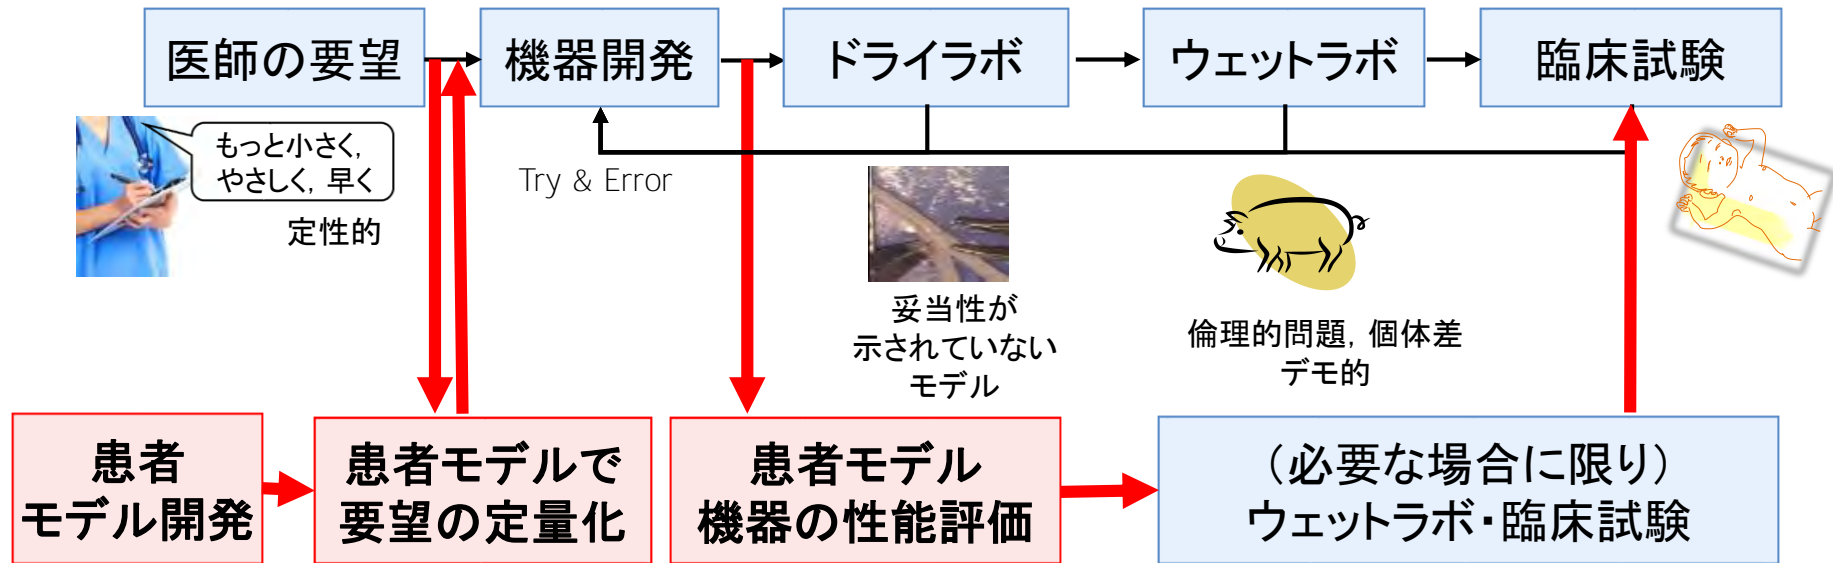 医師の要望
機器開発
ドライラボ
ウェットラボ
臨床試験
もっと小さく,
やさしく, 早く
定性的
Try & Error
妥当性が
示されていない
モデル
倫理的問題, 個体差
デモ的
患者
モデル開発
患者モデルで
要望の定量化
患者モデル
機器の性能評価
（必要な場合に限り）
ウェットラボ・臨床試験